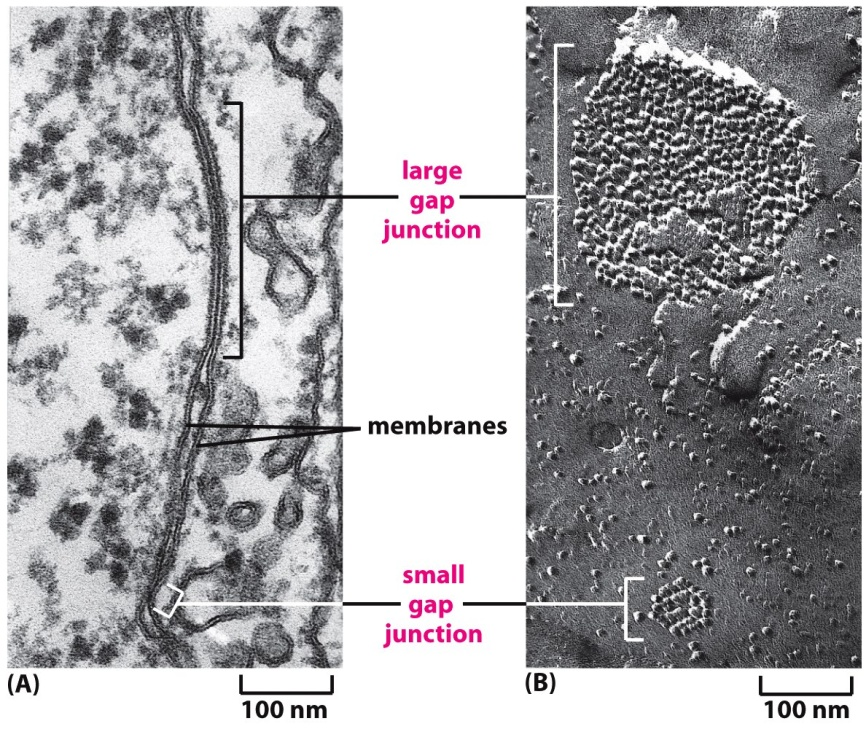 large
gap
junction
membranes
small
gap
junction
(A)
100 nm
(B)
100 nm